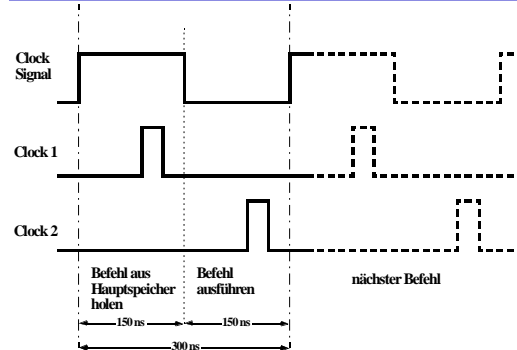 Clock
Signal
Clock 1
Clock 2
Befehl aus
Hauptspeicher
holen
Befehl
ausführen
nächster Befehl
150 ns
150 ns
300 ns